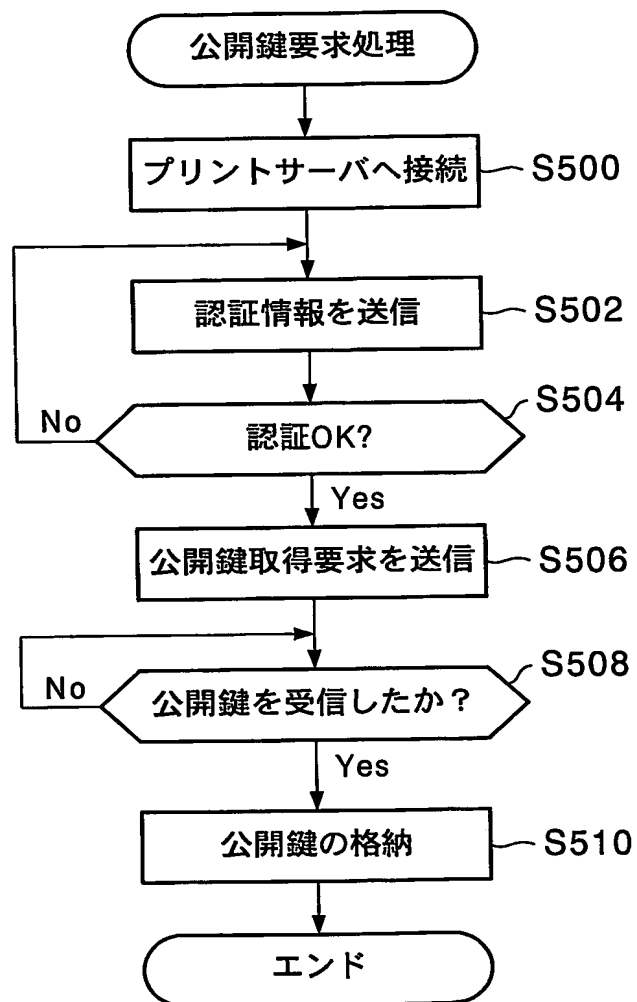 公開鍵要求処理
プリントサーバへ接続
S500
認証情報を送信
S502
S504
No
認証OK?
Yes
公開鍵取得要求を送信
S506
S508
No
公開鍵を受信したか？
Yes
公開鍵の格納
S510
エンド